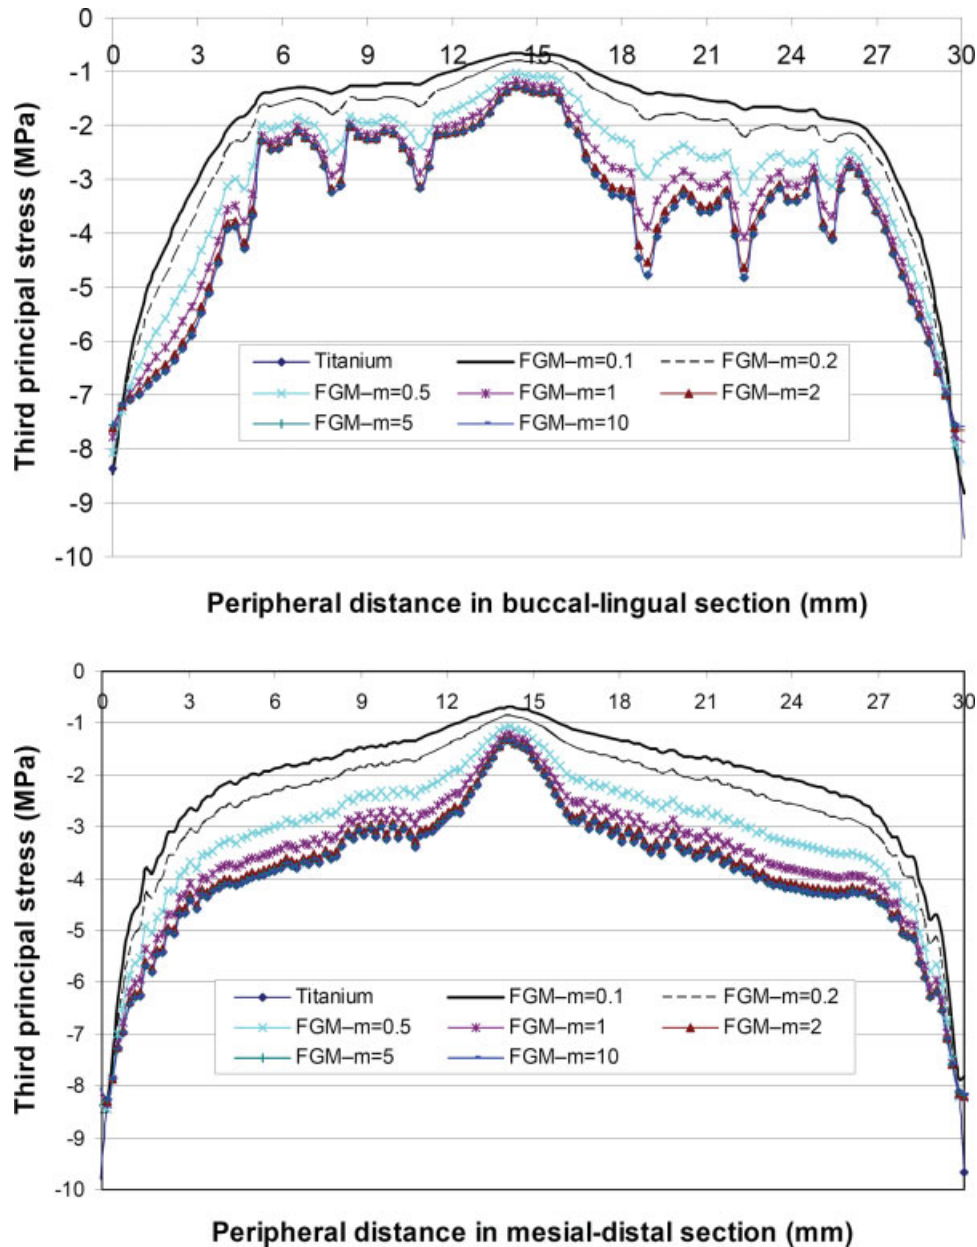 0
0 3 6 9 12 15 18 21 24 27 30
-1
-2
-3
-4
-5
-6
-7
-8
-9
-10
Third principal stress (MPa)
Titanium FGM–m=0.1 FGM–m=0.2
FGM–m=0.5 FGM–m=1 FGM–m=2
FGM–m=5 FGM–m=10
Peripheral distance in buccal-lingual section (mm)
0
0 3 6 9 12 15 18 21 24 27 30
-1
-2
-3
-4
-5
-6
-7
-8
-9
-10
Third principal stress (MPa)
Titanium FGM–m=0.1 FGM–m=0.2
FGM–m=0.5 FGM–m=1 FGM–m=2
FGM–m=5 FGM–m=10
Peripheral distance in mesial-distal section (mm)